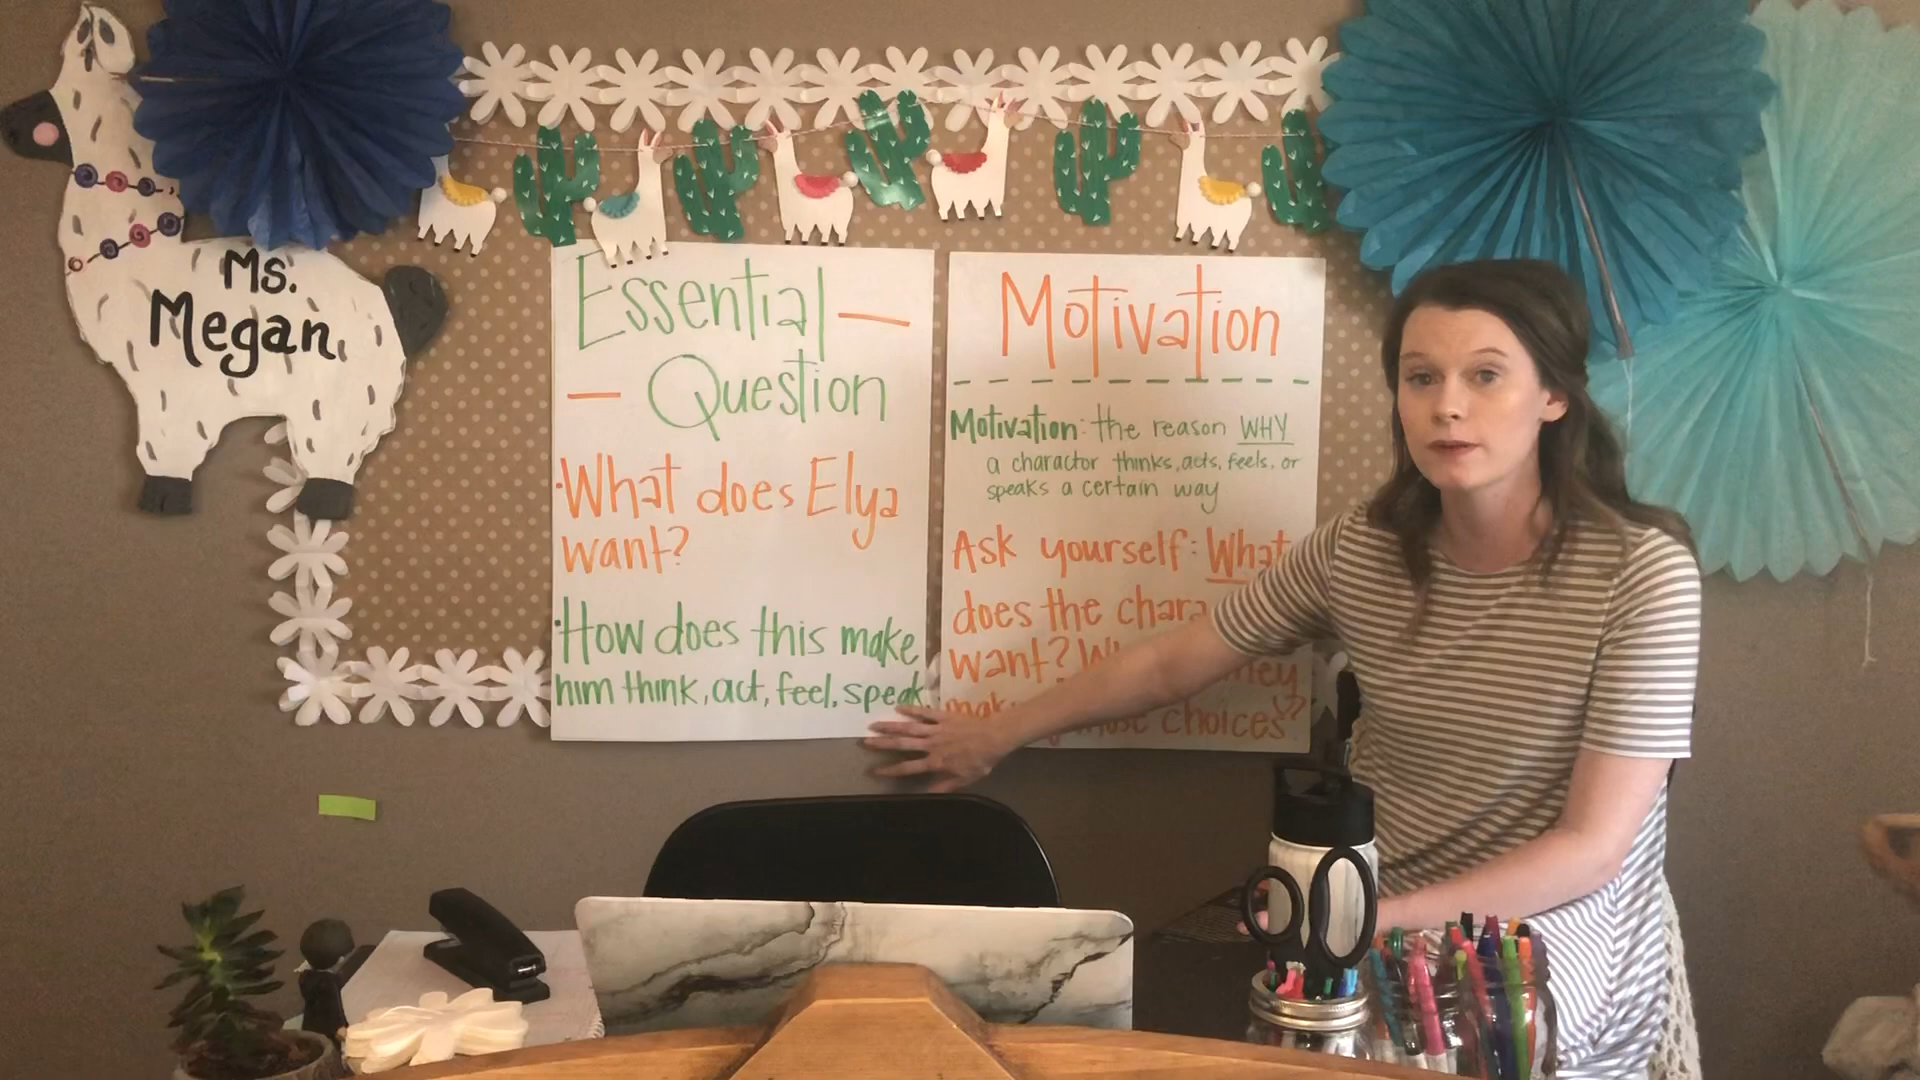 Ms.
Megan
Essential
Question
What does Elya
want?
How does this make
him think, act, feel, speak
Motivation
Motivation: the reason WHY
a charactor thinks, acts, feels, or
speaks a certain way
Ask yourself: What
does the
want?
choices?